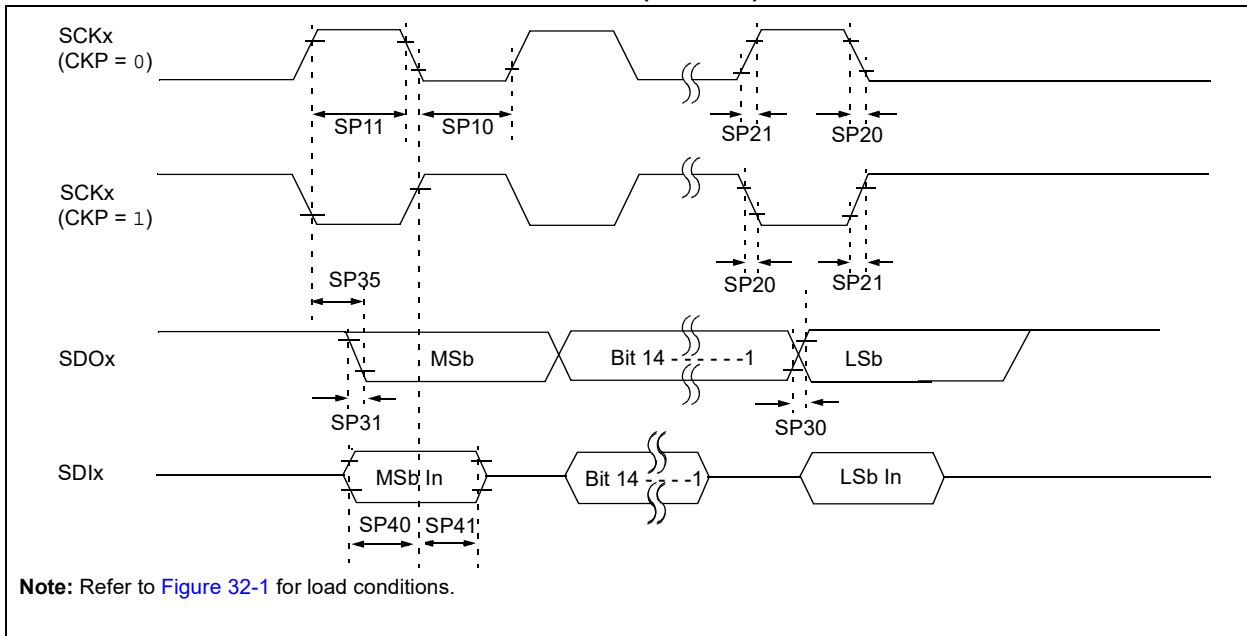 SCKx
(CKP = 0)
SP11
SP10
SP21
SP20
SCKx
(CKP = 1)
SP35
SP20
SP21
SDOx
MSb
Bit 14 - - - - - -1
LSb
SP31
SP30
SDIx
MSb In
Bit 14 - - - - -1
LSb In
SP40
SP41
Note: Refer to Figure 32-1 for load conditions.